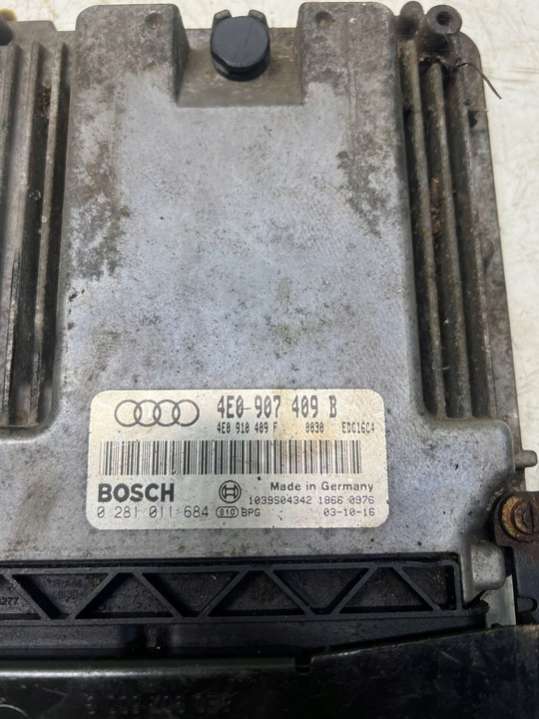 4E0 907 409 B
4E0 910 409 F 0030 EDC16C4
BOSCH Made in Germany
1039S04342 1866 0976
0 281 011 684 010 BPG 03-10-16